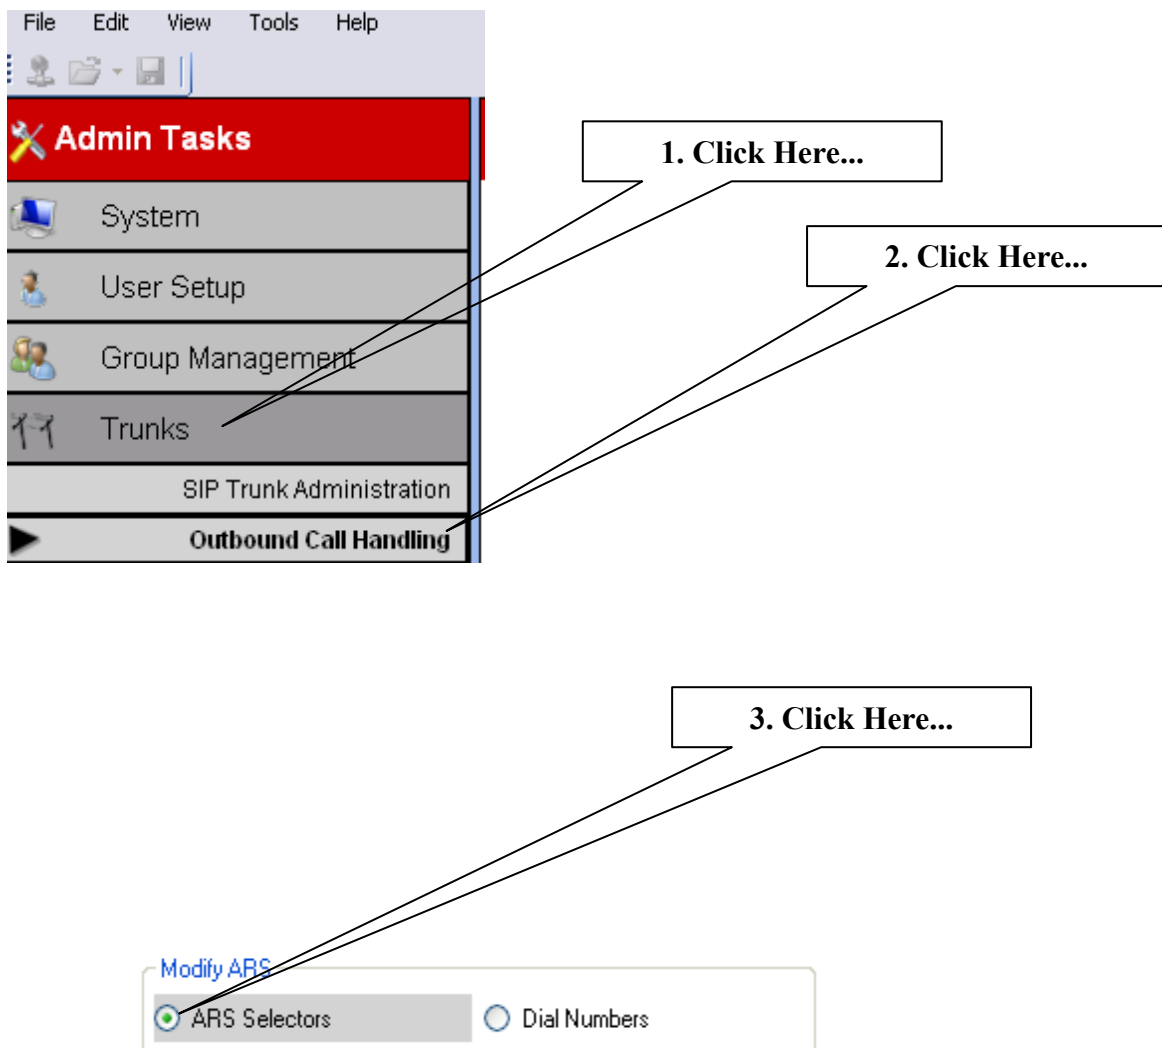 File Edit View Tools Help
Admin Tasks
1. Click Here...
System
2. Click Here...
User Setup
Group Management
Trunks
SIP Trunk Administration
Outbound Call Handling
3. Click Here...
Modify ARS
ARS Selectors Dial Numbers